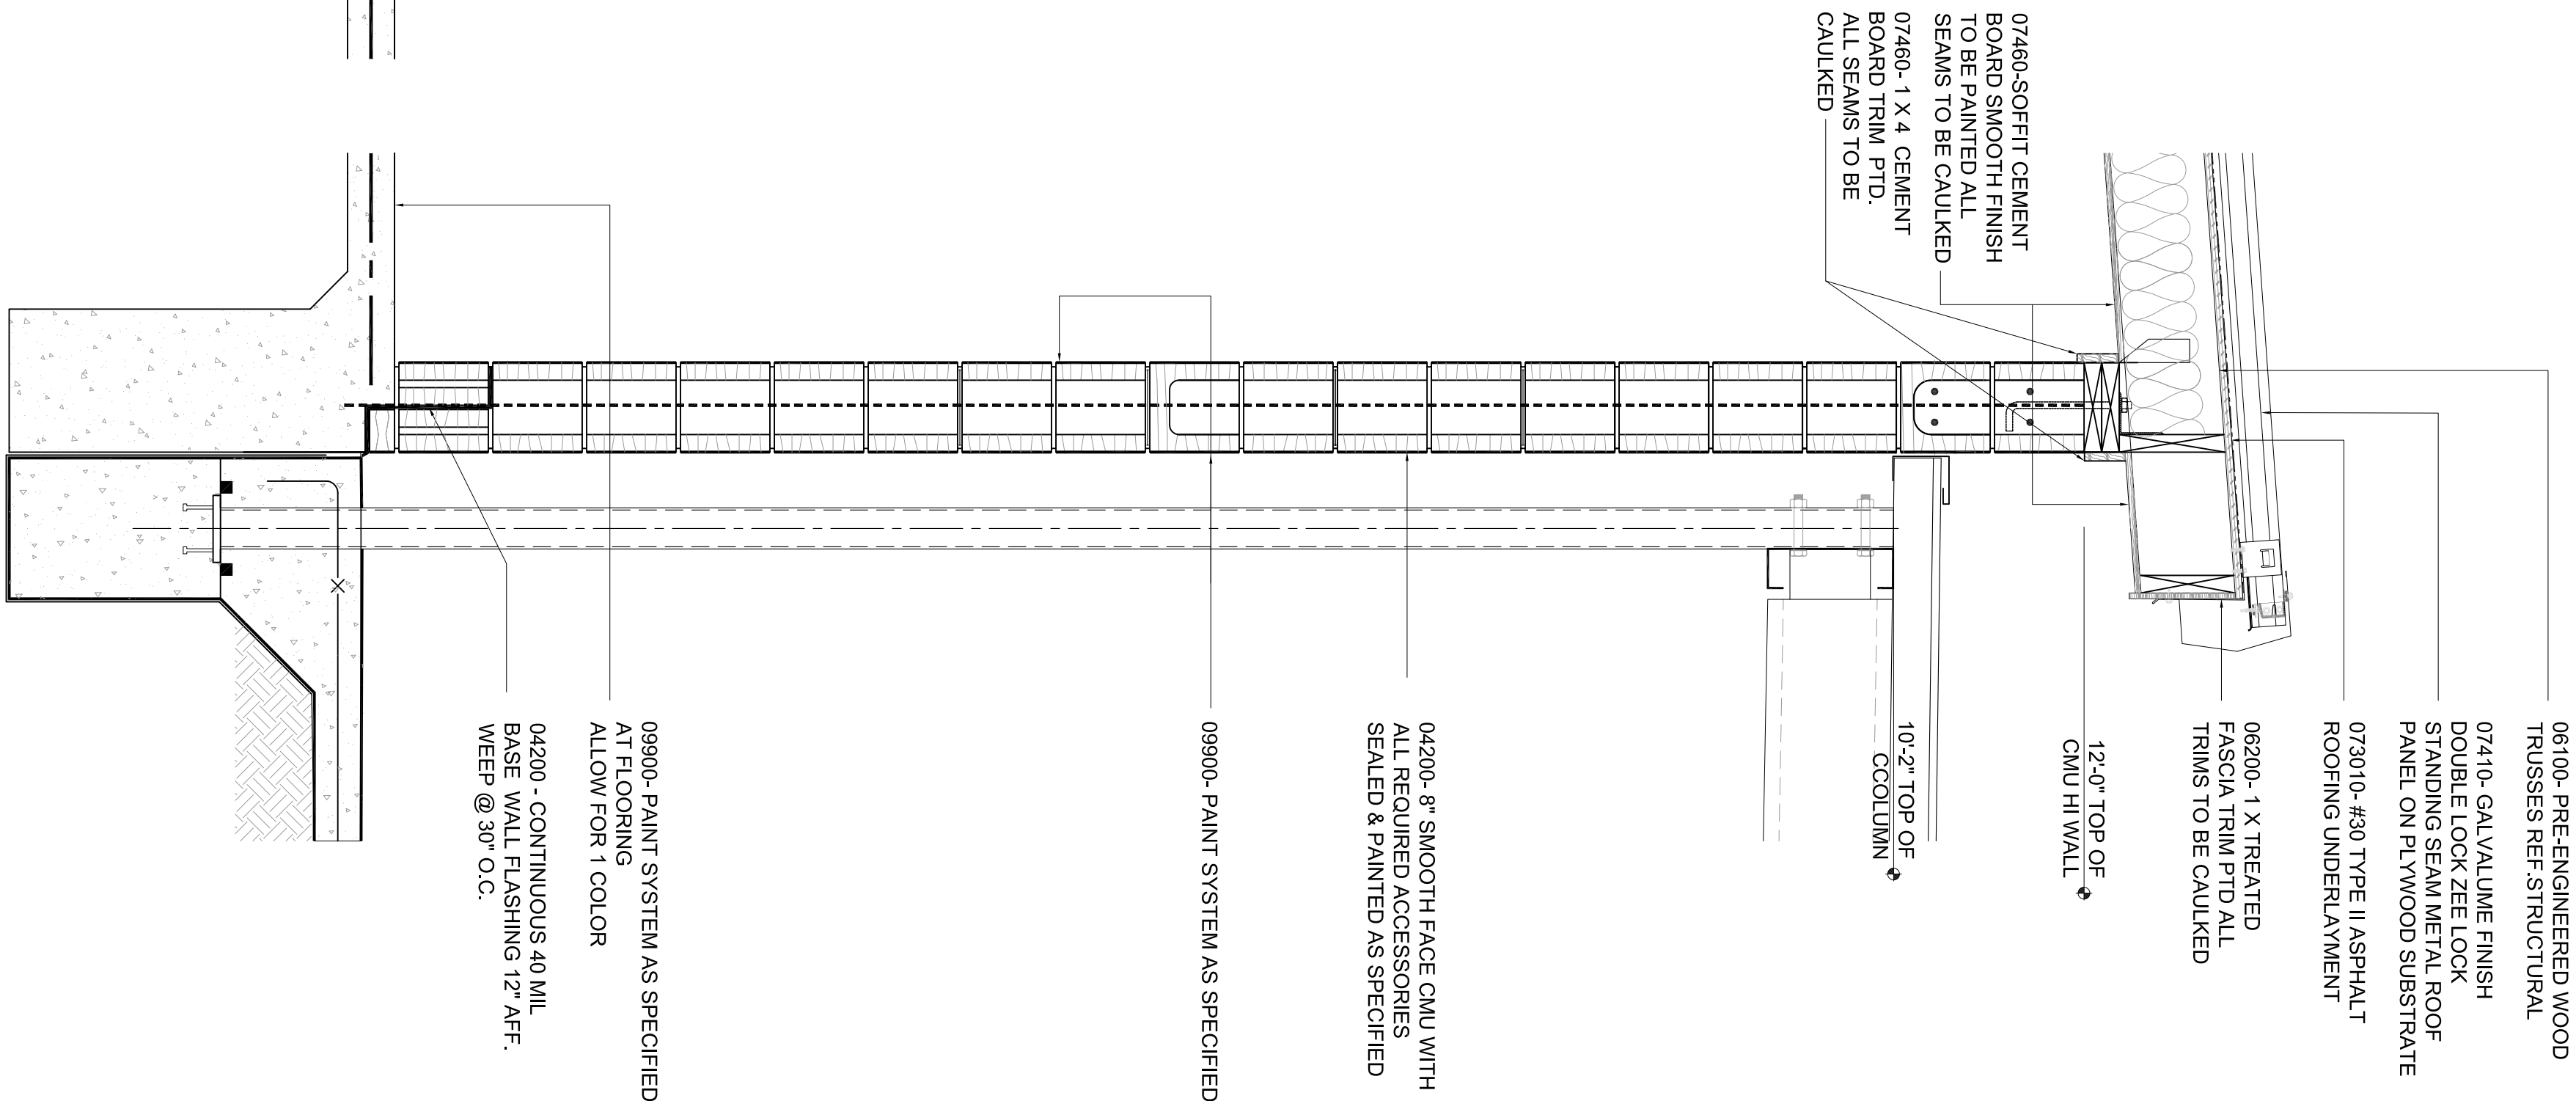 06100- PRE-ENGINEERED WOOD
TRUSSES REF.STRUCTURAL
07410- GALVALUME FINISH
DOUBLE LOCK ZEE LOCK
STANDING SEAM METAL ROOF
PANEL ON PLYWOOD SUBSTRATE
073010- #30 TYPE II ASPHALT
ROOFING UNDERLAYMENT
06200- 1 X TREATED
FASCIA TRIM PTD ALL
TRIMS TO BE CAULKED
12'-0" TOP OF
CMU HI WALL
07460-SOFFIT CEMENT
BOARD SMOOTH FINISH
TO BE PAINTED ALL
SEAMS TO BE CAULKED
07460- 1 X 4 CEMENT
BOARD TRIM PTD.
ALL SEAMS TO BE
CAULKED
10'-2" TOP OF
CCOLUMN
04200- 8" SMOOTH FACE CMU WITH
ALL REQUIRED ACCESSORIES
SEALED & PAINTED AS SPECIFIED
09900- PAINT SYSTEM AS SPECIFIED
09900- PAINT SYSTEM AS SPECIFIED
AT FLOORING
ALLOW FOR 1 COLOR
04200 - CONTINUOUS 40 MIL
BASE WALL FLASHING 12" AFF.
WEEP @ 30" O.C.